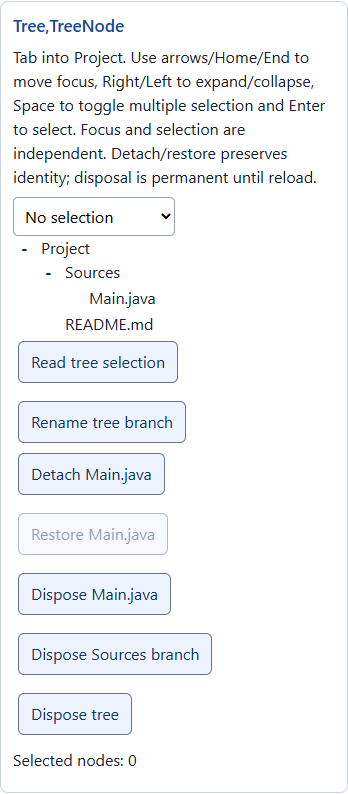 Tree,TreeNode
Tab into Project. Use arrows/Home/End to
move focus, Right/Left to expand/collapse,
Space to toggle multiple selection and Enter
to select. Focus and selection are
independent. Detach/restore preserves
identity; disposal is permanent until reload.
No selection
- Project
- Sources
Main.java
README.md
Read tree selection
Rename tree branch
Detach Main.java
Restore Main.java
Dispose Main.java
Dispose Sources branch
Dispose tree
Selected nodes: 0